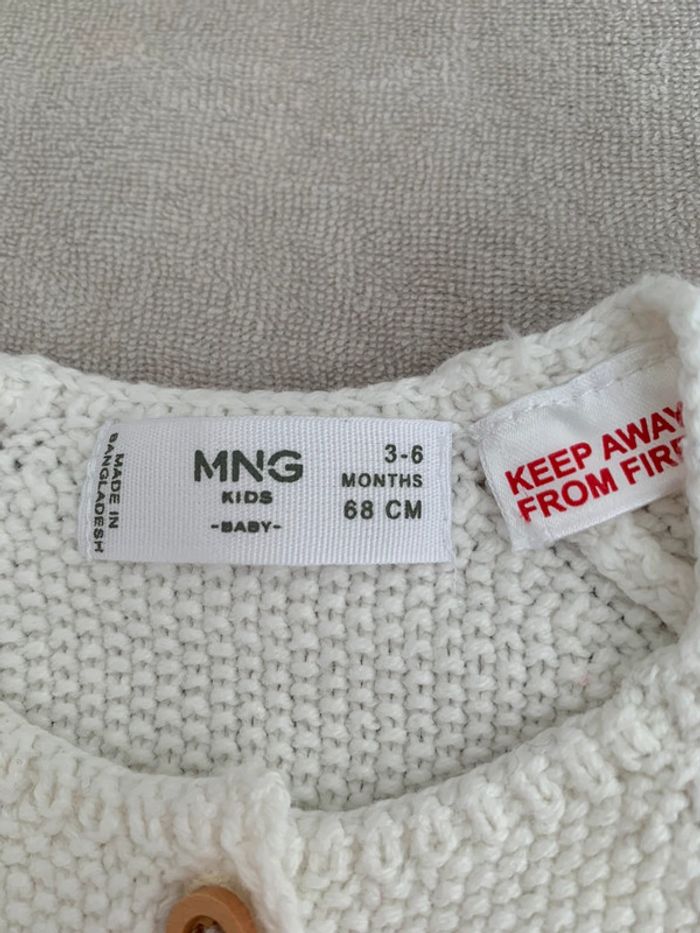 MADE IN
BANGLADESH
MNG
KIDS
-BABY-
3-6
MONTHS
68 CM
KEEP AWAY
FROM FIRE